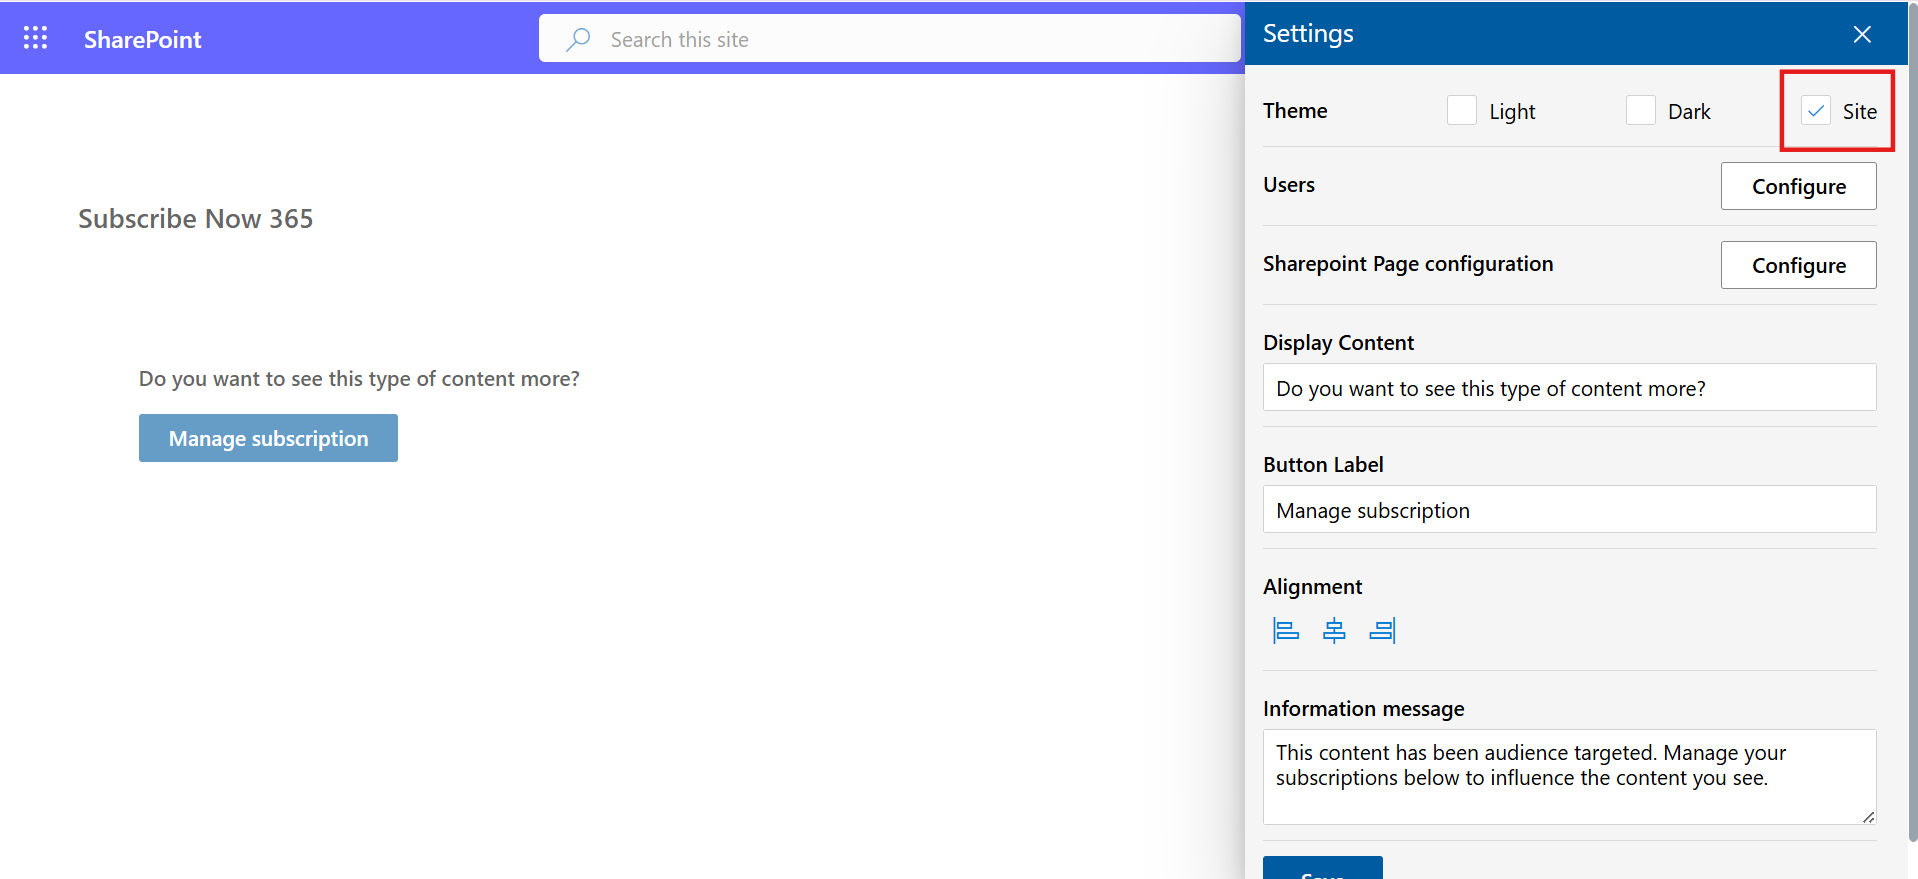 SharePoint
Search this site
Subscribe Now 365
Do you want to see this type of content more?
Manage subscription
Settings
Theme
Light
Dark
Site
Users
Configure
Sharepoint Page configuration
Configure
Display Content
Do you want to see this type of content more?
Button Label
Manage subscription
Alignment
Information message
This content has been audience targeted. Manage your
subscriptions below to influence the content you see.
Save